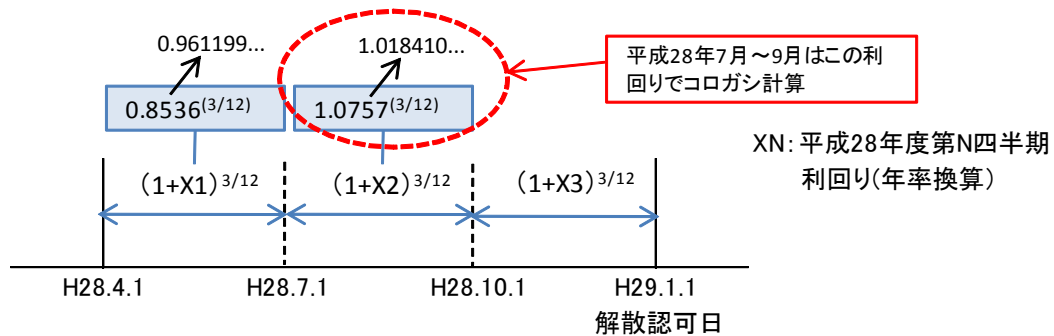 0.961199...
1.018410...
平成28年7月～9月はこの利
回りでコロガシ計算
0.8536(3/12)
1.0757(3/12)
XN：平成28年度第N四半期
利回り(年率換算)
(1+X1)3/12
(1+X2)3/12
(1+X3)3/12
H28.4.1
H28.7.1
H28.10.1
H29.1.1
解散認可日